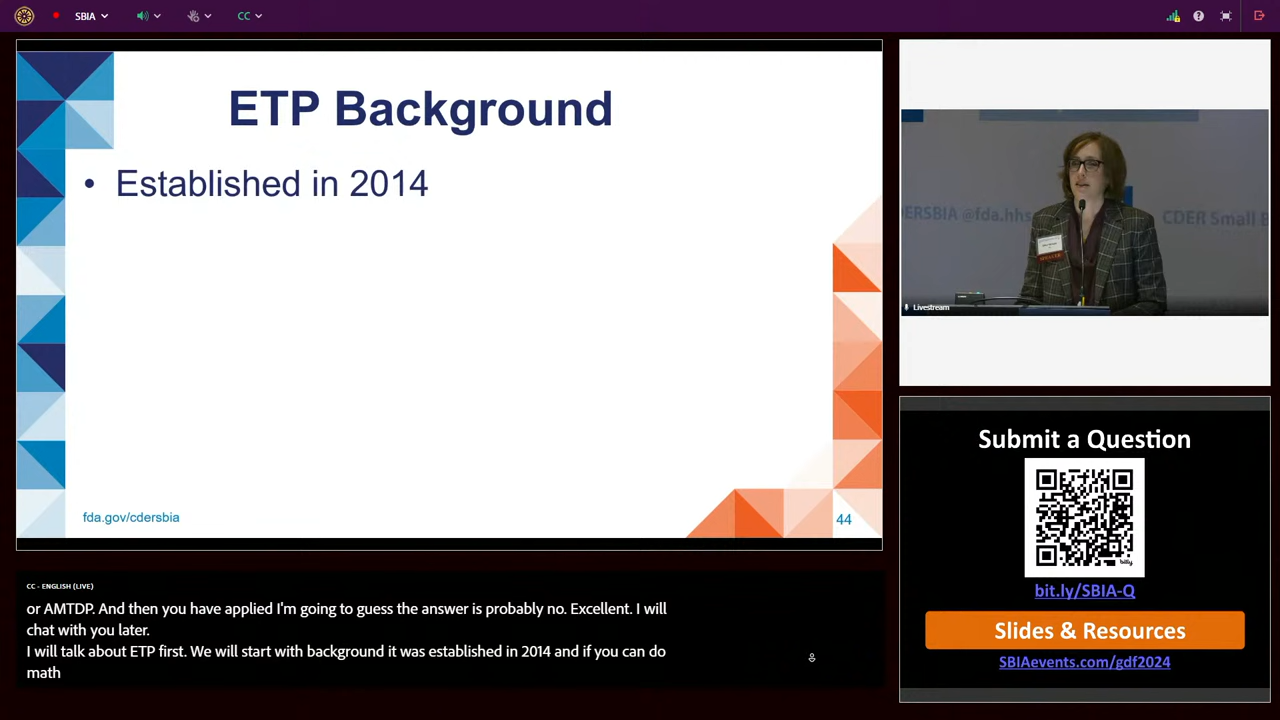 SBIA
CC
ETP Background
• Established in 2014
fda.gov/cdersbia
44
DERSBIA @fda.hhs
CDER Small B
Livestream
Submit a Question
bitly
bit.ly/SBIA-Q
Slides & Resources
SBIAevents.com/gdf2024
CC - ENGLISH (LIVE)
or AMTDP. And then you have applied I'm going to guess the answer is probably no. Excellent. I will
chat with you later.
I will talk about ETP first. We will start with background it was established in 2014 and if you can do
math